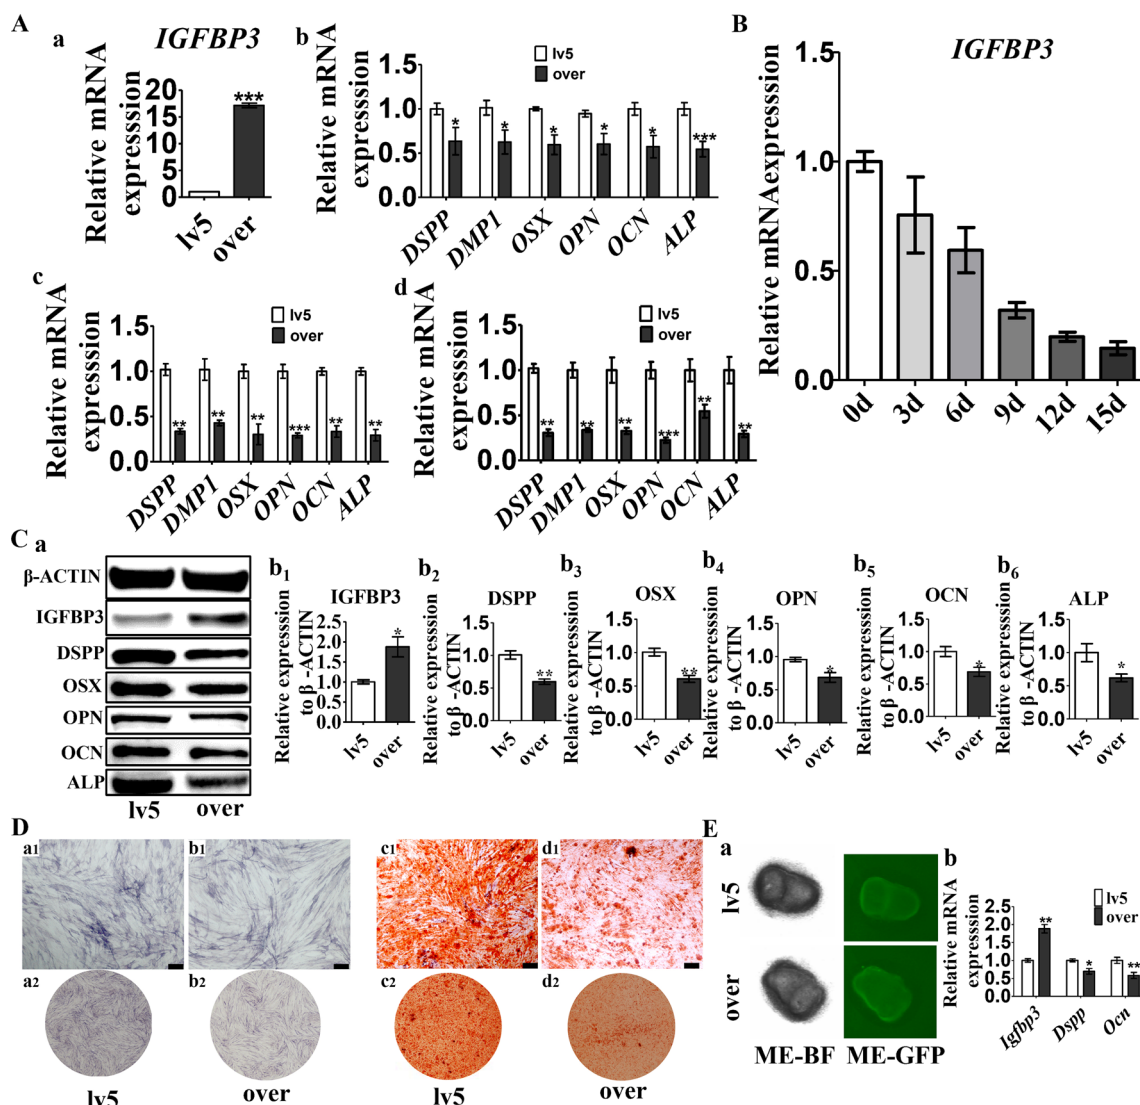 A
a
IGFBP3
Relative mRNA
expresssion
20
15
10
5
1
0
***
lv5
over
b
Relative mRNA
expresssion
lv5
over
1.5
1.0
0.5
0.0
*
*
*
*
*
***
DSPP
DMP1
OSX
OPN
OCN
ALP
B
IGFBP3
Relative mRNAexpresssion
1.5
1.0
0.5
0.0
0d
3d
6d
9d
12d
15d
c
Relative mRNA
expresssion
lv5
over
1.5
1.0
0.5
0.0
**
**
**
***
**
**
DSPP
DMP1
OSX
OPN
OCN
ALP
d
Relative mRNA
expresssion
lv5
over
1.5
1.0
0.5
0.0
**
**
**
***
**
**
DSPP
DMP1
OSX
OPN
OCN
ALP
C
a
β-ACTIN
IGFBP3
DSPP
OSX
OPN
OCN
ALP
lv5
over
b1
IGFBP3
Relative expresssion
to β -ACTIN
2.5
2.0
1.5
1.0
0.5
0.0
*
lv5
over
b2
DSPP
Relative expresssion
to β -ACTIN
1.5
1.0
0.5
0.0
**
lv5
over
b3
OSX
Relative expresssion
to β -ACTIN
1.5
1.0
0.5
0.0
**
lv5
over
b4
OPN
Relative expresssion
to β -ACTIN
1.5
1.0
0.5
0.0
*
lv5
over
b5
OCN
Relative expresssion
to β -ACTIN
1.5
1.0
0.5
0.0
*
lv5
over
b6
ALP
Relative expresssion
to β -ACTIN
1.5
1.0
0.5
0.0
*
lv5
over
D
a1
b1
c1
d1
a2
b2
c2
d2
lv5
over
lv5
over
E
a
lv5
over
ME-BF
ME-GFP
b
Relative mRNA
expresssion
lv5
over
2.5
2.0
1.5
1.0
0.5
0.0
**
*
**
Igfbp3
Dspp
Ocn